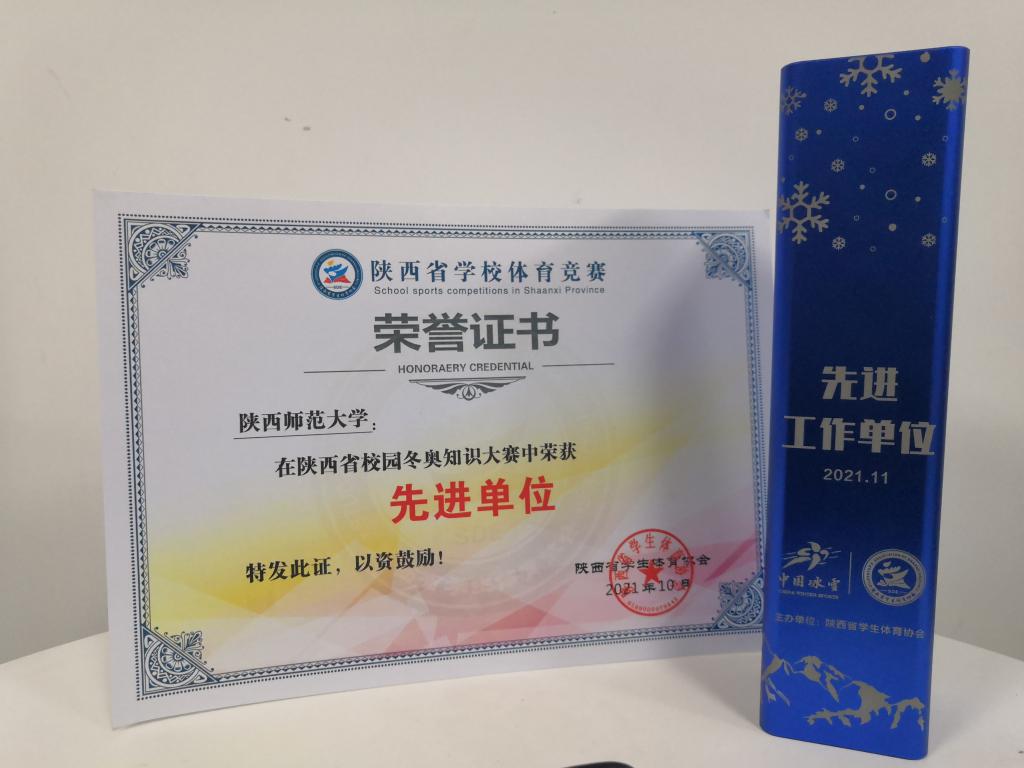 陕西省学校体育竞赛
School sports competitions in Shaanxi Province
荣誉证书
HONORAERY CREDENTIAL
陕西师范大学：
在陕西省校园冬奥知识大赛中荣获
先进单位
特发此证，以资鼓励！
陕西省学生体育协会
2021年10月
先进
工作单位
2021.11
中国冰雪
CHINA WINTER SPORTS
主办单位：陕西省学生体育协会